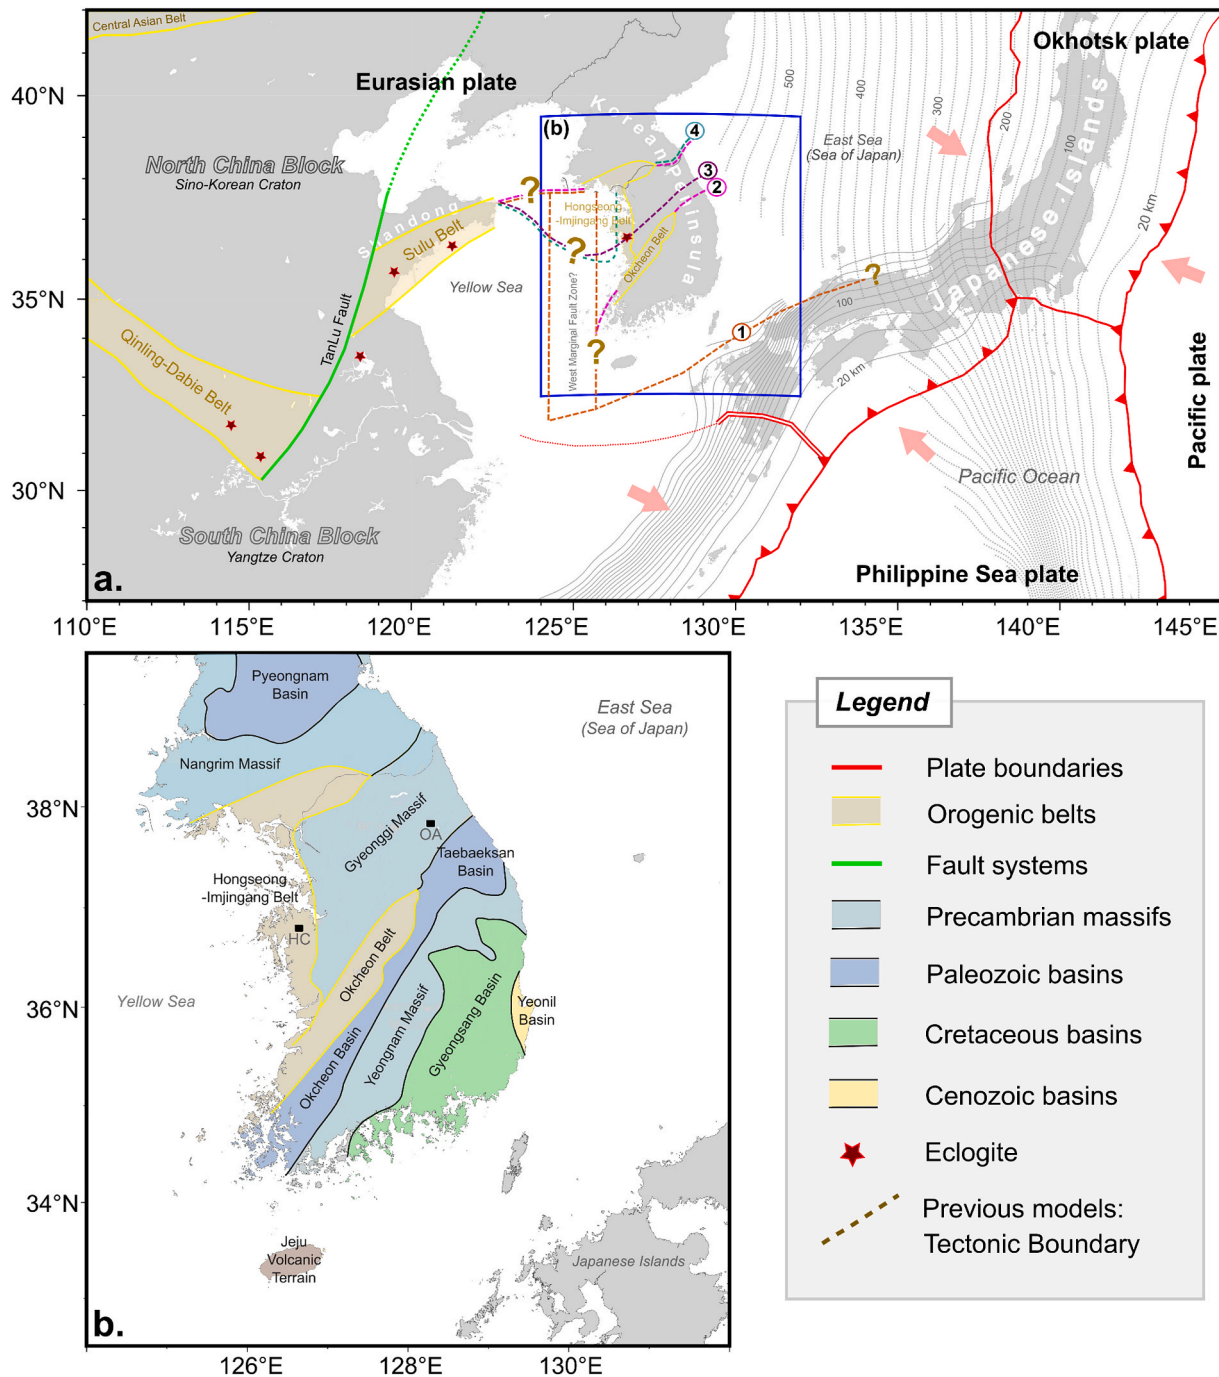 Central Asian Belt
Okhotsk plate
Eurasian plate
40°N
500
400
300
200
100
Korean Peninsula
(b)
4
East Sea
(Sea of Japan)
North China Block
Sino-Korean Craton
3
2
?
Shandong
Hongseong
-Imjingang Belt
20 km
Japanese Islands
Sulu Belt
?
Okcheon Belt
35°N
Yellow Sea
?
100
TanLu Fault
West Marginal Fault Zone?
1
?
20 km
Qinling-Dabie Belt
Pacific plate
30°N
Pacific Ocean
South China Block
Yangtze Craton
a.
Philippine Sea plate
110°E
115°E
120°E
125°E
130°E
135°E
140°E
145°E
Pyeongnam
Basin
East Sea
(Sea of Japan)
Nangrim Massif
38°N
Gyeonggi Massif
OA
Taebaeksan
Basin
Hongseong
-Imjingang Belt
HC
Okcheon Belt
Yellow Sea
36°N
Okcheon Basin
Yeongnam Massif
Gyeongsang Basin
Yeonil
Basin
34°N
Jeju
Volcanic
Terrain
Japanese Islands
b.
126°E
128°E
130°E
Legend
Plate boundaries
Orogenic belts
Fault systems
Precambrian massifs
Paleozoic basins
Cretaceous basins
Cenozoic basins
Eclogite
Previous models:
Tectonic Boundary